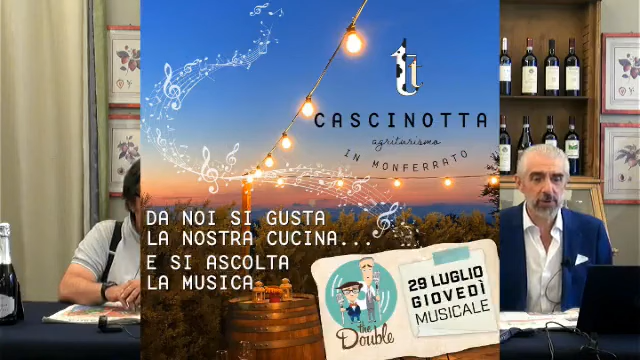 CASCINOTTA
agriturismo
IN MONFERRATO
DA NOI SI GUSTA
LA NOSTRA CUCINA...
E SI ASCOLTA
LA MUSICA
29 LUGLIO
GIOVEDÌ
MUSICALE
the
Double